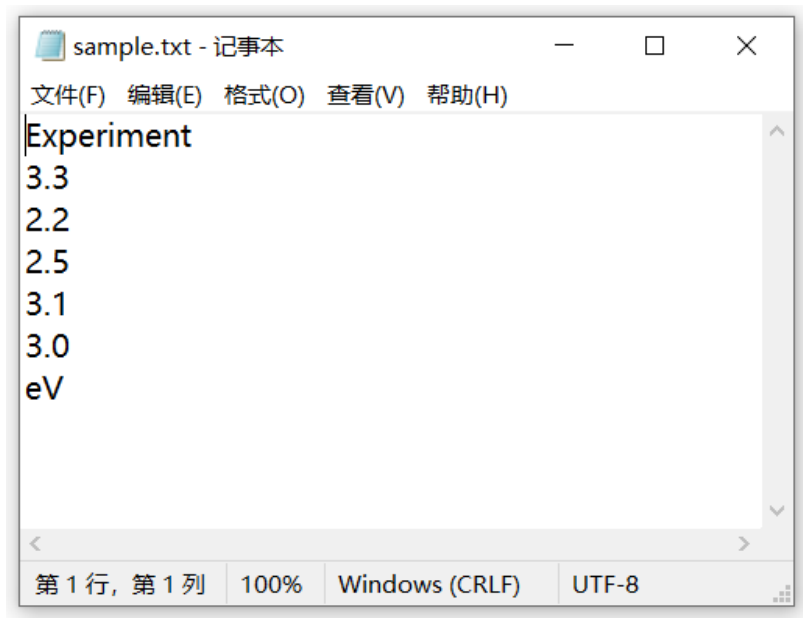 sample.txt - 记事本
文件(F) 编辑(E) 格式(O) 查看(V) 帮助(H)
Experiment
3.3
2.2
2.5
3.1
3.0
eV
第 1 行, 第 1 列 100% Windows (CRLF) UTF-8